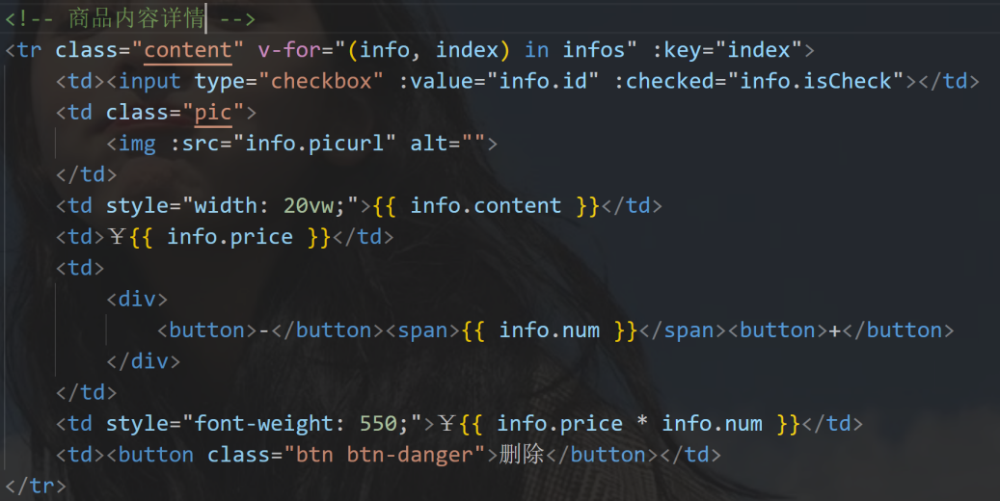 <!-- 商品内容详情 -->
<tr class="content" v-for="(info, index) in infos" :key="index">
<td><input type="checkbox" :value="info.id" :checked="info.isCheck"></td>
<td class="pic">
<img :src="info.picurl" alt="">
</td>
<td style="width: 20vw;">{{ info.content }}</td>
<td>￥{{ info.price }}</td>
<td>
<div>
<button>-</button><span>{{ info.num }}</span><button>+</button>
</div>
</td>
<td style="font-weight: 550;">￥{{ info.price * info.num }}</td>
<td><button class="btn btn-danger">删除</button></td>
</tr>